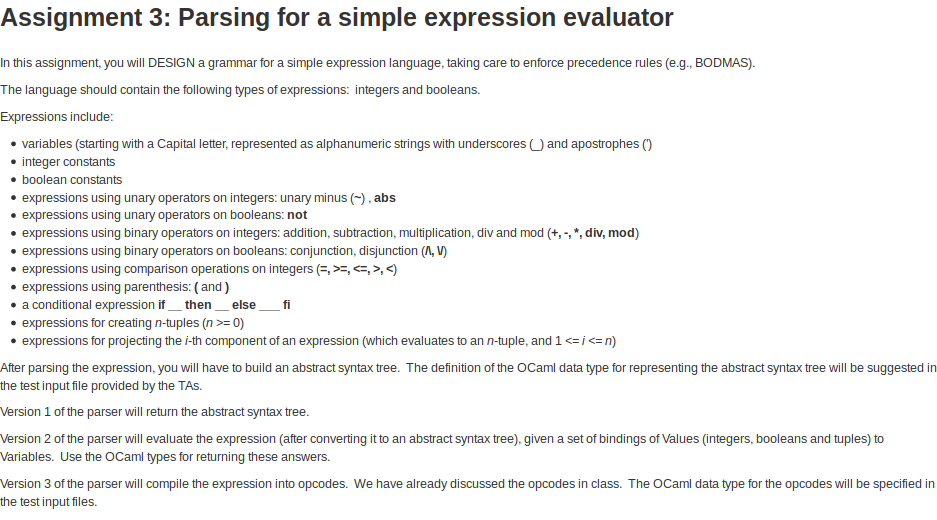 Assignment 3: Parsing for a simple expression evaluator
In this assignment, you will DESIGN a grammar for a simple expression language, taking care to enforce precedence rules (e.g., BODMAS).
The language should contain the following types of expressions:  integers and booleans.
Expressions include:
• variables (starting with a Capital letter, represented as alphanumeric strings with underscores (_) and apostrophes (')
• integer constants
• boolean constants
• expressions using unary operators on integers: unary minus (~) , abs
• expressions using unary operators on booleans: not
• expressions using binary operators on integers: addition, subtraction, multiplication, div and mod (+, -, *, div, mod)
• expressions using binary operators on booleans: conjunction, disjunction (/\, \/)
• expressions using comparison operations on integers (=, >=, <=, >, <)
• expressions using parenthesis: ( and )
• a conditional expression if __ then __ else ___ fi
• expressions for creating n-tuples (n >= 0)
• expressions for projecting the i-th component of an expression (which evaluates to an n-tuple, and 1 <= i <= n)
After parsing the expression, you will have to build an abstract syntax tree.  The definition of the OCaml data type for representing the abstract syntax tree will be suggested in
the test input file provided by the TAs.
Version 1 of the parser will return the abstract syntax tree.
Version 2 of the parser will evaluate the expression (after converting it to an abstract syntax tree), given a set of bindings of Values (integers, booleans and tuples) to
Variables.  Use the OCaml types for returning these answers.
Version 3 of the parser will compile the expression into opcodes.  We have already discussed the opcodes in class.  The OCaml data type for the opcodes will be specified in
the test input files.